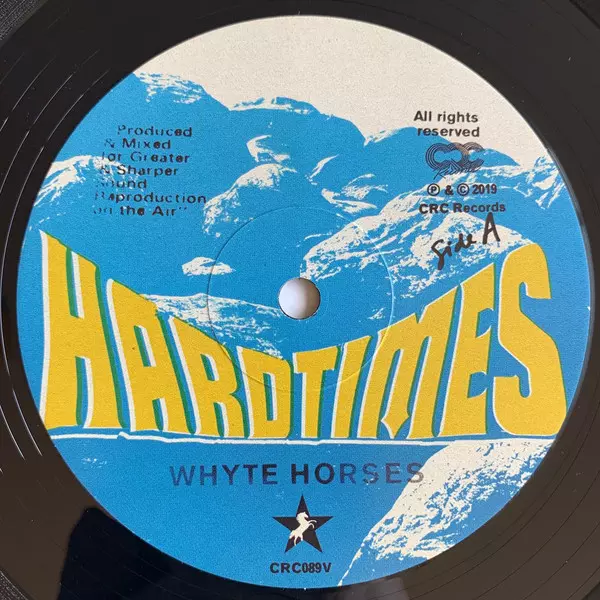 Produced
& Mixed
for Greater
& Sharper
Sound
Reproduction
on the Air"
All rights
reserved
CRC
℗ & © 2019
CRC Records
Side A
HARDTIMES
WHYTE HORSES
CRC089V